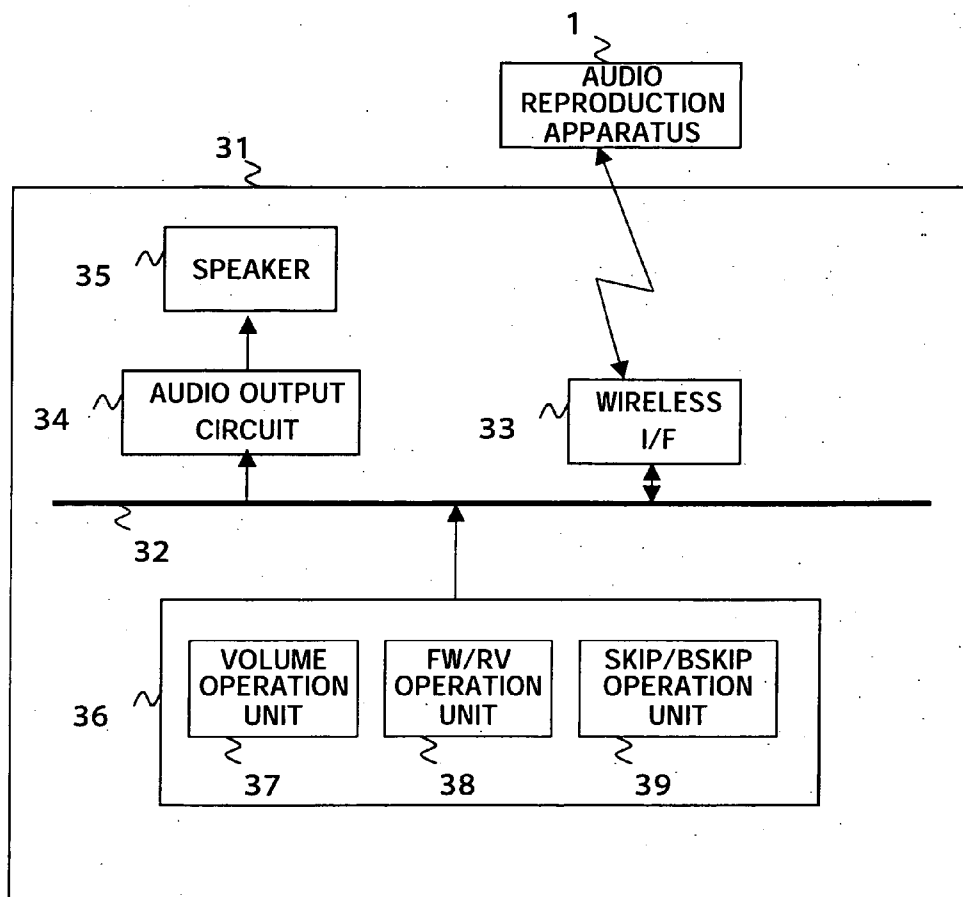 1
AUDIO
REPRODUCTION
APPARATUS
31
35
SPEAKER
34
AUDIO OUTPUT
CIRCUIT
33
WIRELESS
I/F
32
36
VOLUME
OPERATION
UNIT
37
FW/RV
OPERATION
UNIT
38
SKIP/BSKIP
OPERATION
UNIT
39